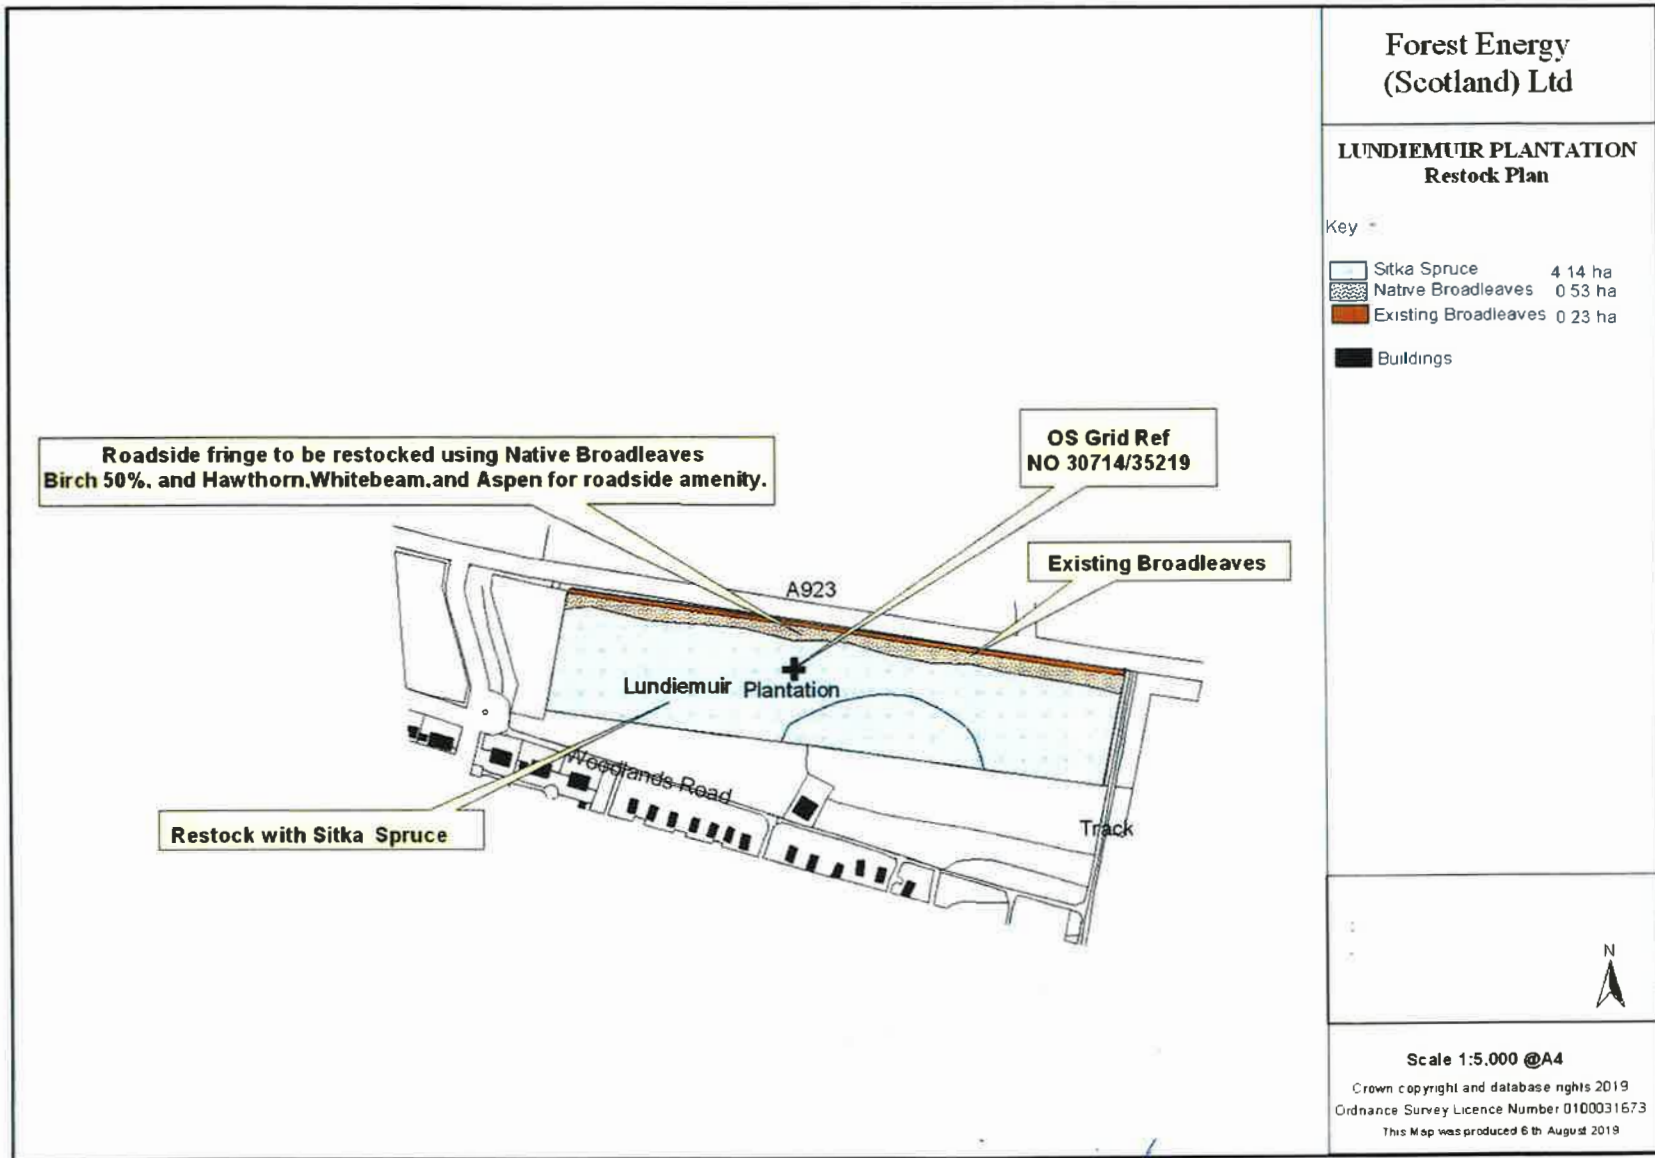 Forest Energy
(Scotland) Ltd
LUNDIEMUIR PLANTATION
Restock Plan
Key
Sitka Spruce 4 14 ha
Native Broadleaves 0 53 ha
Existing Broadleaves 0 23 ha
Buildings
Roadside fringe to be restocked using Native Broadleaves
Birch 50%. and Hawthorn.Whitebeam.and Aspen for roadside amenity.
OS Grid Ref
NO 30714/35219
Existing Broadleaves
A923
Lundiemuir Plantation
Woodlands Road
Track
Restock with Sitka Spruce
N
Scale 1:5.000 @A4
Crown copyright and database rights 2019
Ordnance Survey Licence Number 0100031673
This Map was produced 6 th August 2019